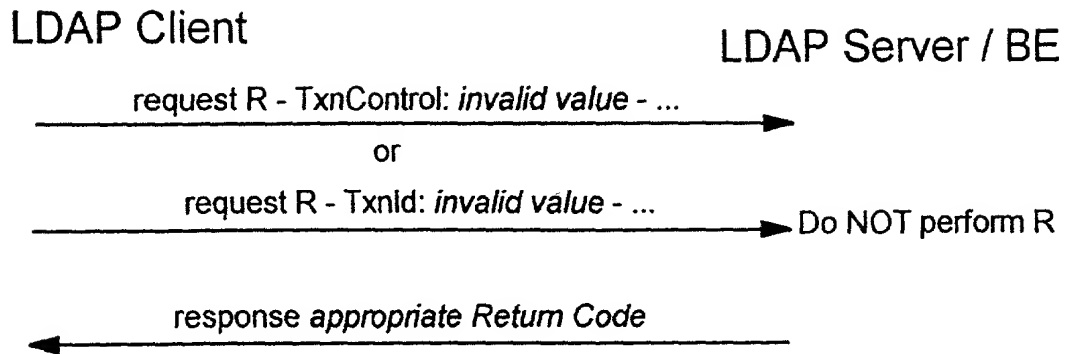 LDAP Client
LDAP Server / BE
request R - TxnControl: invalid value - ...
or
request R - TxnId: invalid value - ...
Do NOT perform R
response appropriate Return Code